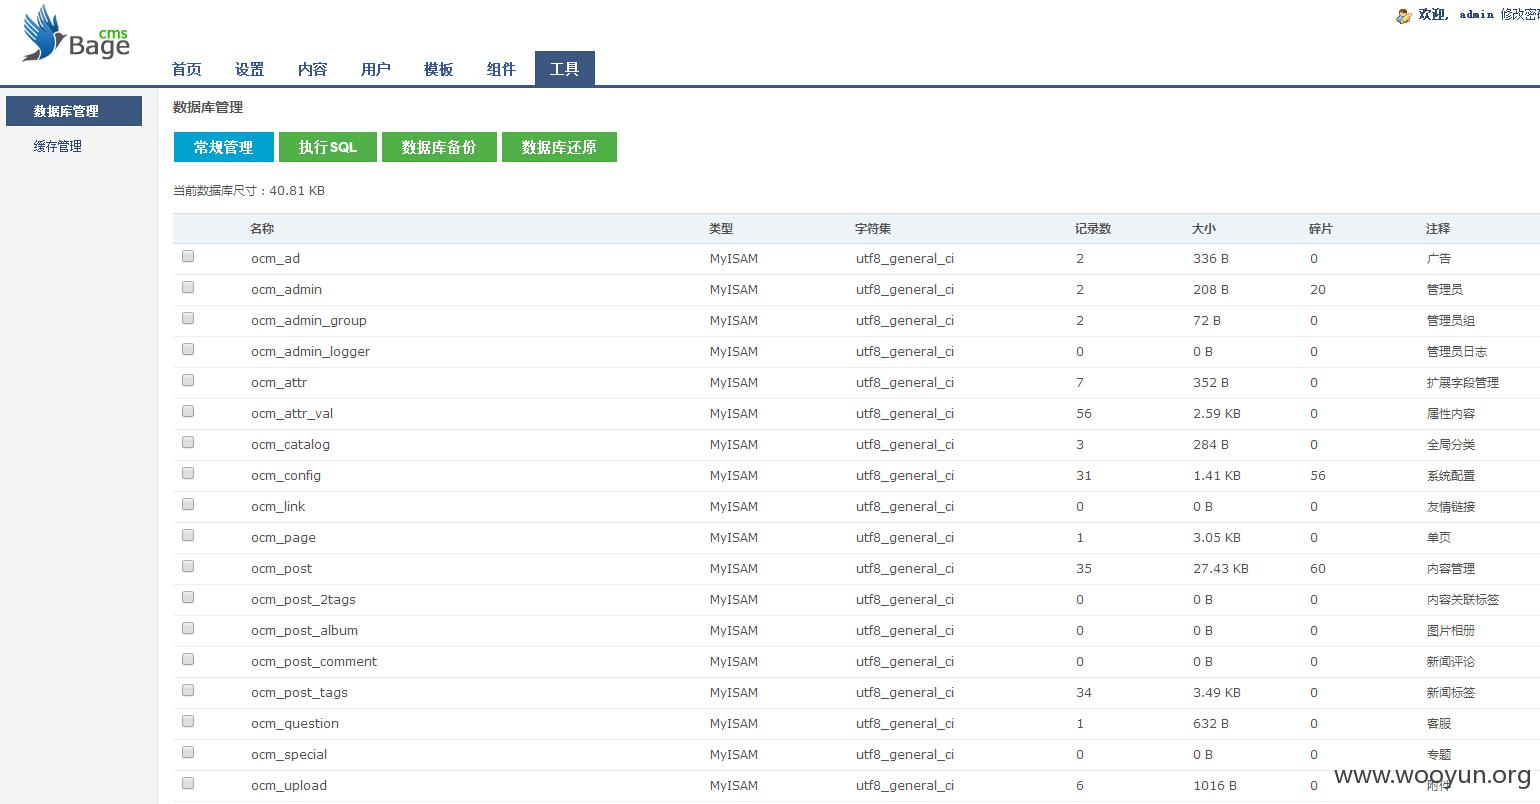 cms
Bage
欢迎, admin 修改密码
首页 设置 内容 用户 模板 组件 工具
数据库管理
缓存管理
数据库管理
常规管理 执行SQL 数据库备份 数据库还原
当前数据库尺寸：40.81 KB
名称 类型 字符集 记录数 大小 碎片 注释
ocm_ad MyISAM utf8_general_ci 2 336 B 0 广告
ocm_admin MyISAM utf8_general_ci 2 208 B 20 管理员
ocm_admin_group MyISAM utf8_general_ci 2 72 B 0 管理员组
ocm_admin_logger MyISAM utf8_general_ci 0 0 B 0 管理员日志
ocm_attr MyISAM utf8_general_ci 7 352 B 0 扩展字段管理
ocm_attr_val MyISAM utf8_general_ci 56 2.59 KB 0 属性内容
ocm_catalog MyISAM utf8_general_ci 3 284 B 0 全局分类
ocm_config MyISAM utf8_general_ci 31 1.41 KB 56 系统配置
ocm_link MyISAM utf8_general_ci 0 0 B 0 友情链接
ocm_page MyISAM utf8_general_ci 1 3.05 KB 0 单页
ocm_post MyISAM utf8_general_ci 35 27.43 KB 60 内容管理
ocm_post_2tags MyISAM utf8_general_ci 0 0 B 0 内容关联标签
ocm_post_album MyISAM utf8_general_ci 0 0 B 0 图片相册
ocm_post_comment MyISAM utf8_general_ci 0 0 B 0 新闻评论
ocm_post_tags MyISAM utf8_general_ci 34 3.49 KB 0 新闻标签
ocm_question MyISAM utf8_general_ci 1 632 B 0 客服
ocm_special MyISAM utf8_general_ci 0 0 B 0 专题
ocm_upload MyISAM utf8_general_ci 6 1016 B 0 附件
www.wooyun.org